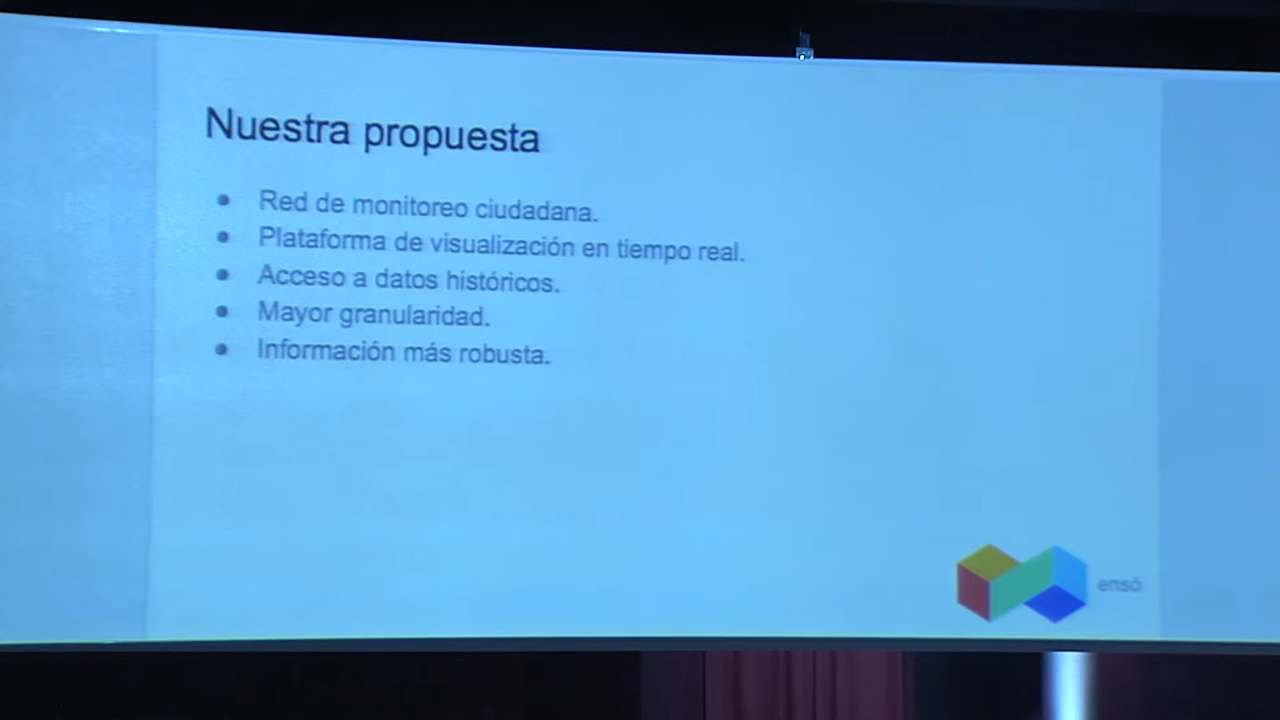 Nuestra propuesta
● Red de monitoreo ciudadana.
● Plataforma de visualización en tiempo real.
● Acceso a datos históricos.
● Mayor granularidad.
● Información más robusta.
ensō